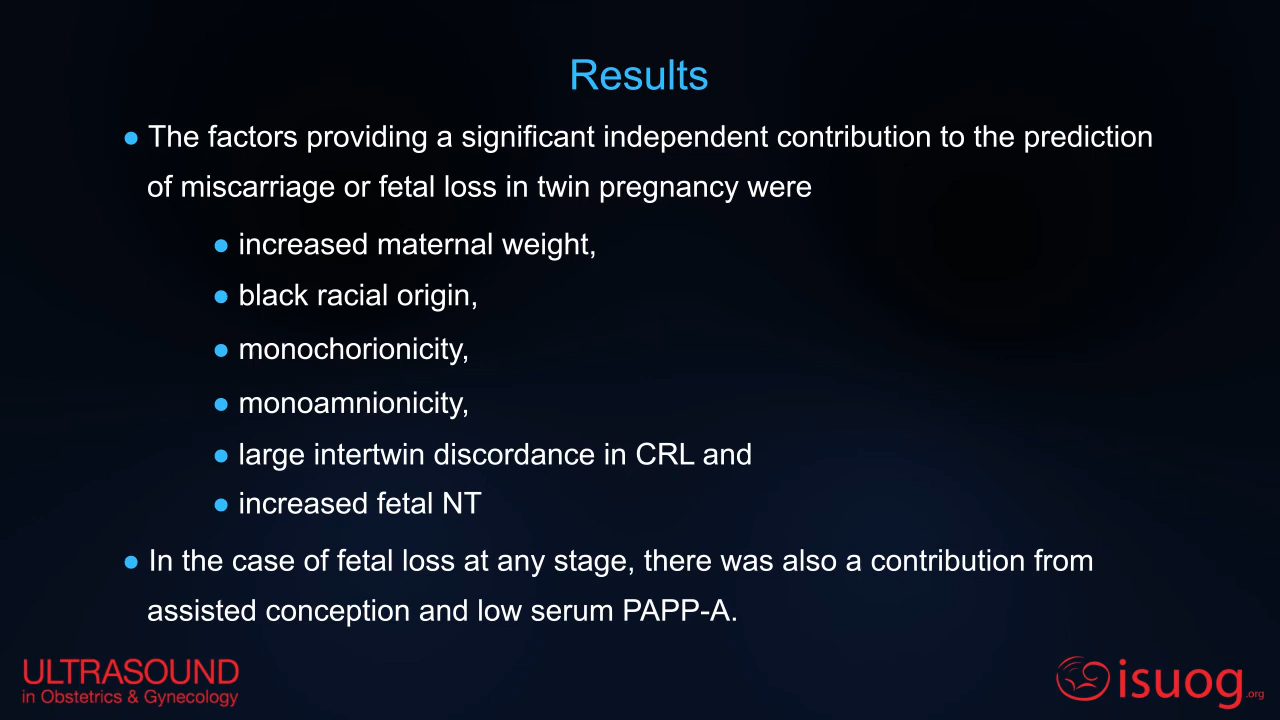 Results
● The factors providing a significant independent contribution to the prediction
of miscarriage or fetal loss in twin pregnancy were
● increased maternal weight,
● black racial origin,
● monochorionicity,
● monoamnionicity,
● large intertwin discordance in CRL and
● increased fetal NT
● In the case of fetal loss at any stage, there was also a contribution from
assisted conception and low serum PAPP-A.
ULTRASOUND
in Obstetrics & Gynecology
isuog.org